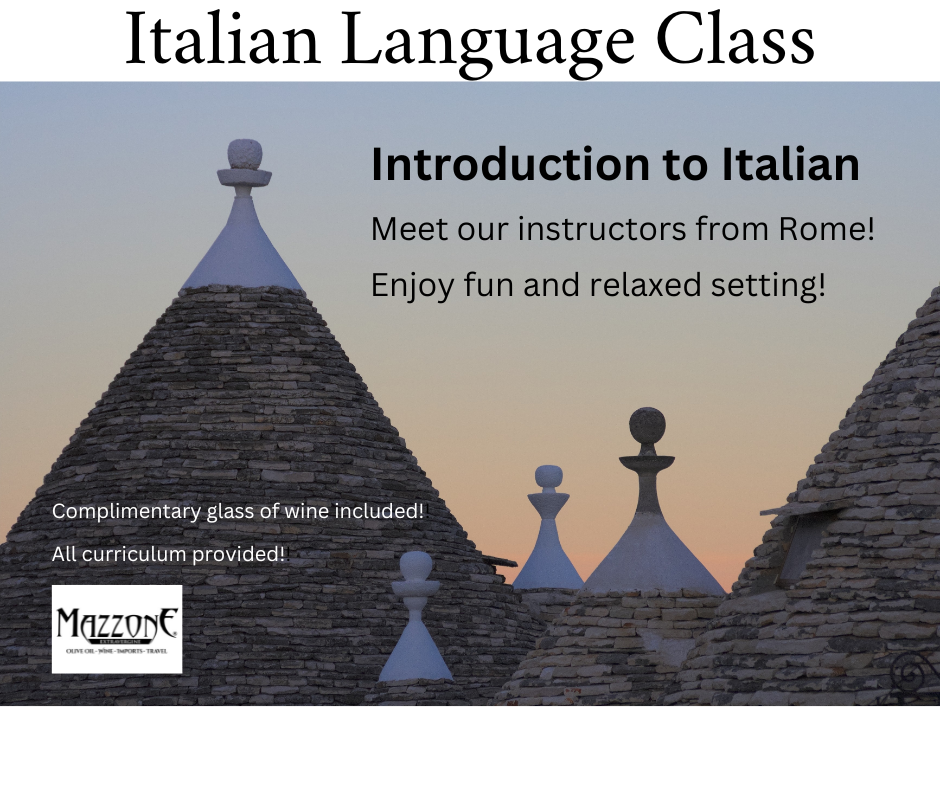 Italian Language Class
Introduction to Italian
Meet our instructors from Rome!
Enjoy fun and relaxed setting!
Complimentary glass of wine included!
All curriculum provided!
MAZZONE
EXTRAVERGINE
OLIVE OIL - WINE - IMPORTS - TRAVEL